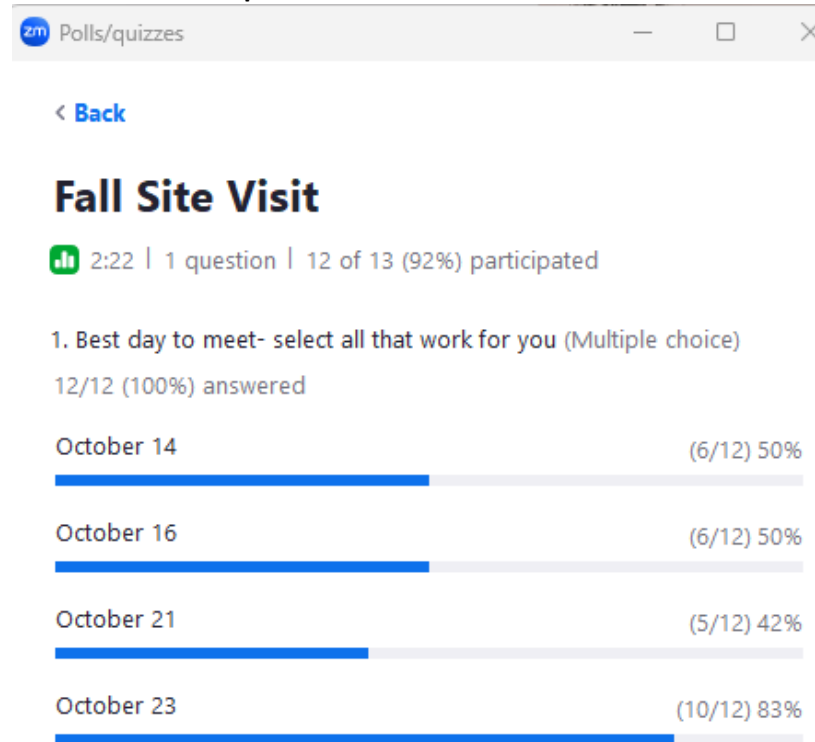 zm Polls/quizzes
< Back
Fall Site Visit
2:22 | 1 question | 12 of 13 (92%) participated
1. Best day to meet- select all that work for you (Multiple choice)
12/12 (100%) answered
October 14 (6/12) 50%
October 16 (6/12) 50%
October 21 (5/12) 42%
October 23 (10/12) 83%